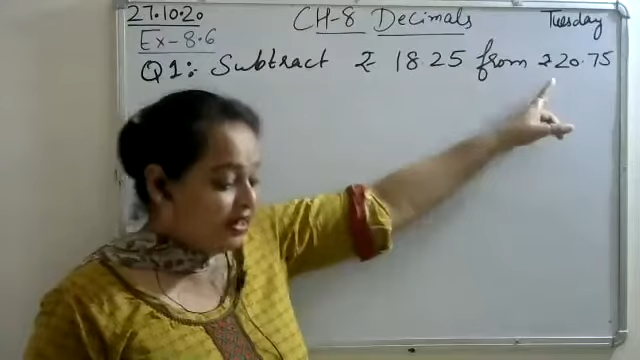 27.10.20 CH-8 Decimals Tuesday
Ex-8.6
Q1:- Subtract ₹ 18.25 from ₹20.75